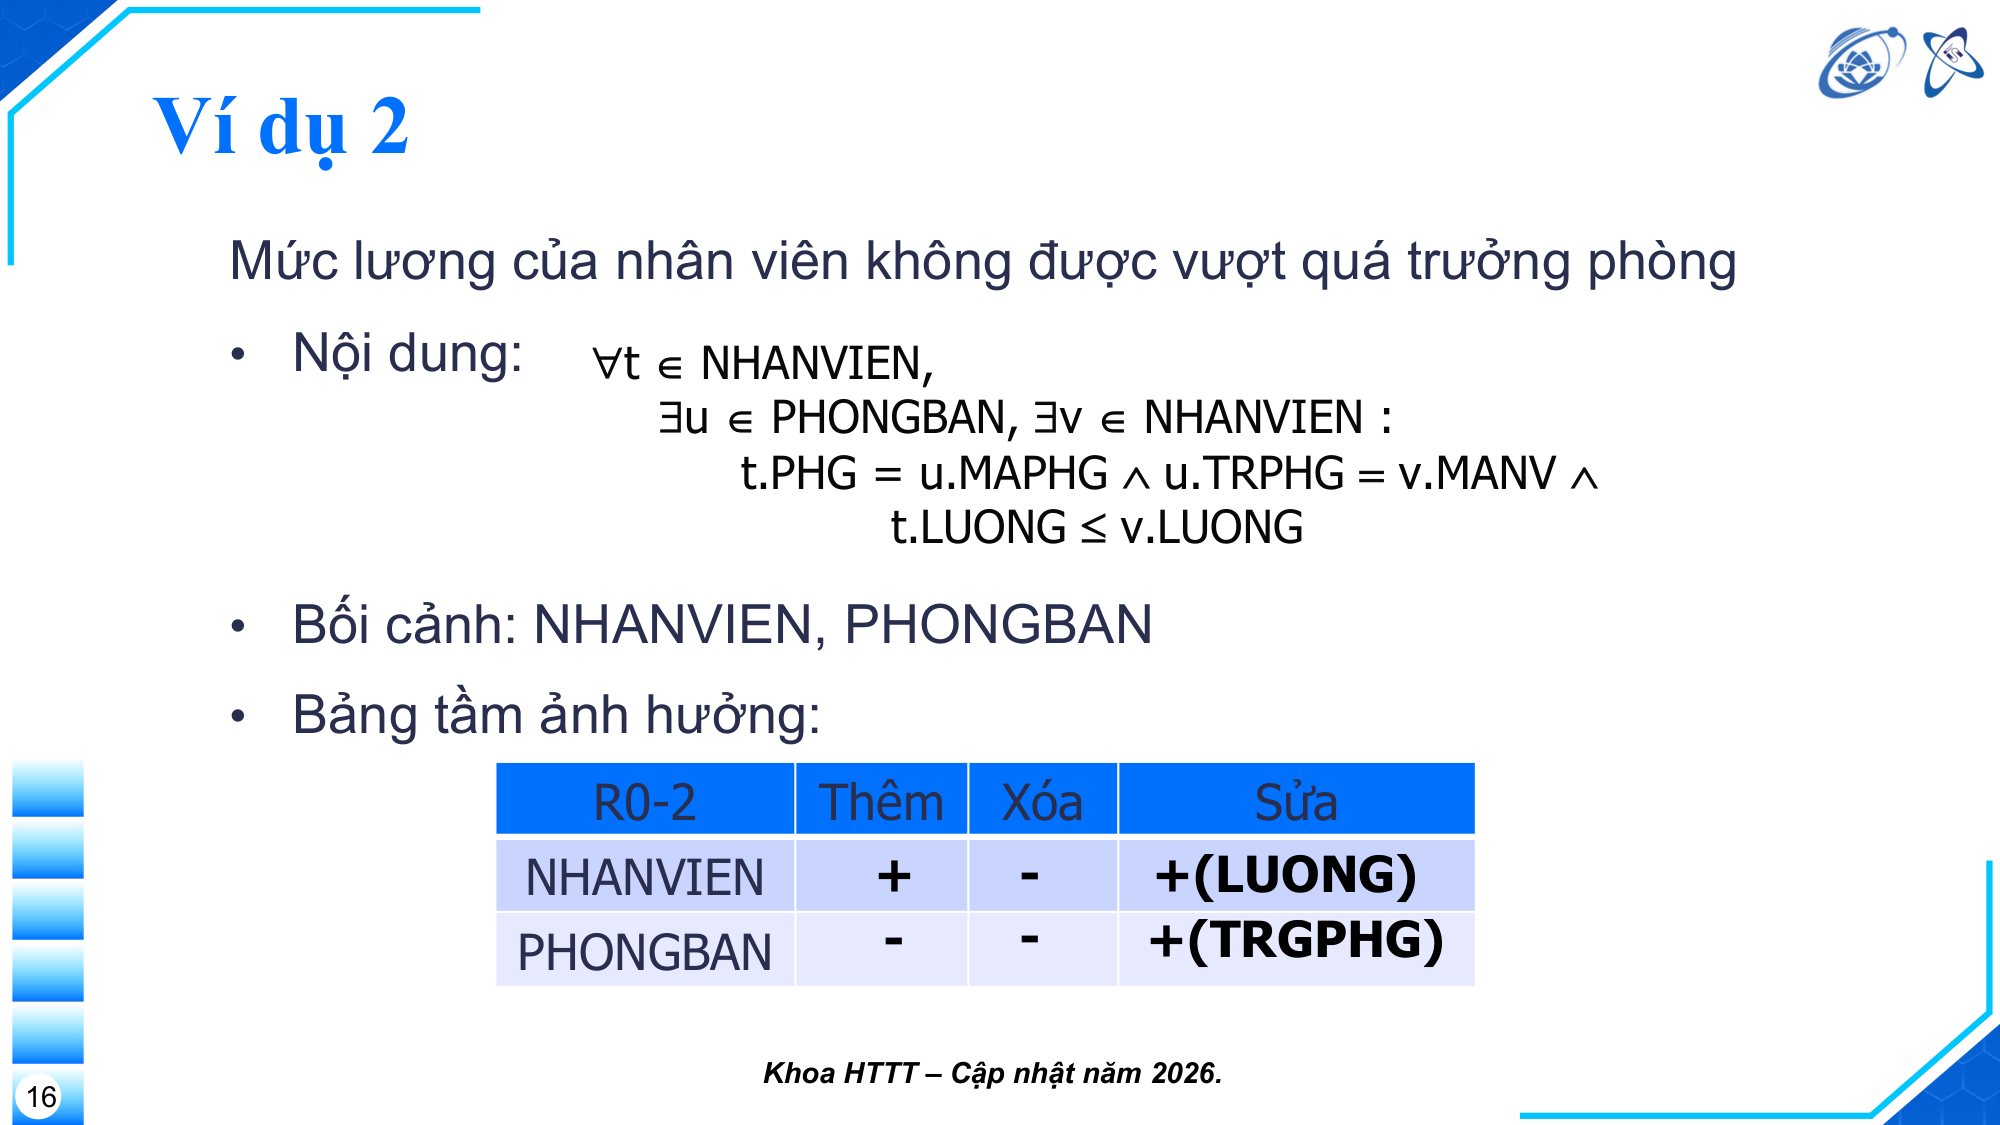 Ví dụ 2
Mức lương của nhân viên không được vượt quá trưởng phòng
• Nội dung:
∀t ∈ NHANVIEN,
∃u ∈ PHONGBAN, ∃v ∈ NHANVIEN :
t.PHG = u.MAPHG ∧ u.TRPHG = v.MANV ∧
t.LUONG ≤ v.LUONG
• Bối cảnh: NHANVIEN, PHONGBAN
• Bảng tầm ảnh hưởng:
R0-2 Thêm Xóa Sửa
NHANVIEN + - +(LUONG)
PHONGBAN - - +(TRGPHG)
Khoa HTTT – Cập nhật năm 2026.
16